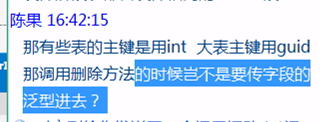 陈果 16:42:15
那有些表的主键是用int 大表主键用guid
那调用删除方法的时候岂不是要传字段的
泛型进去？